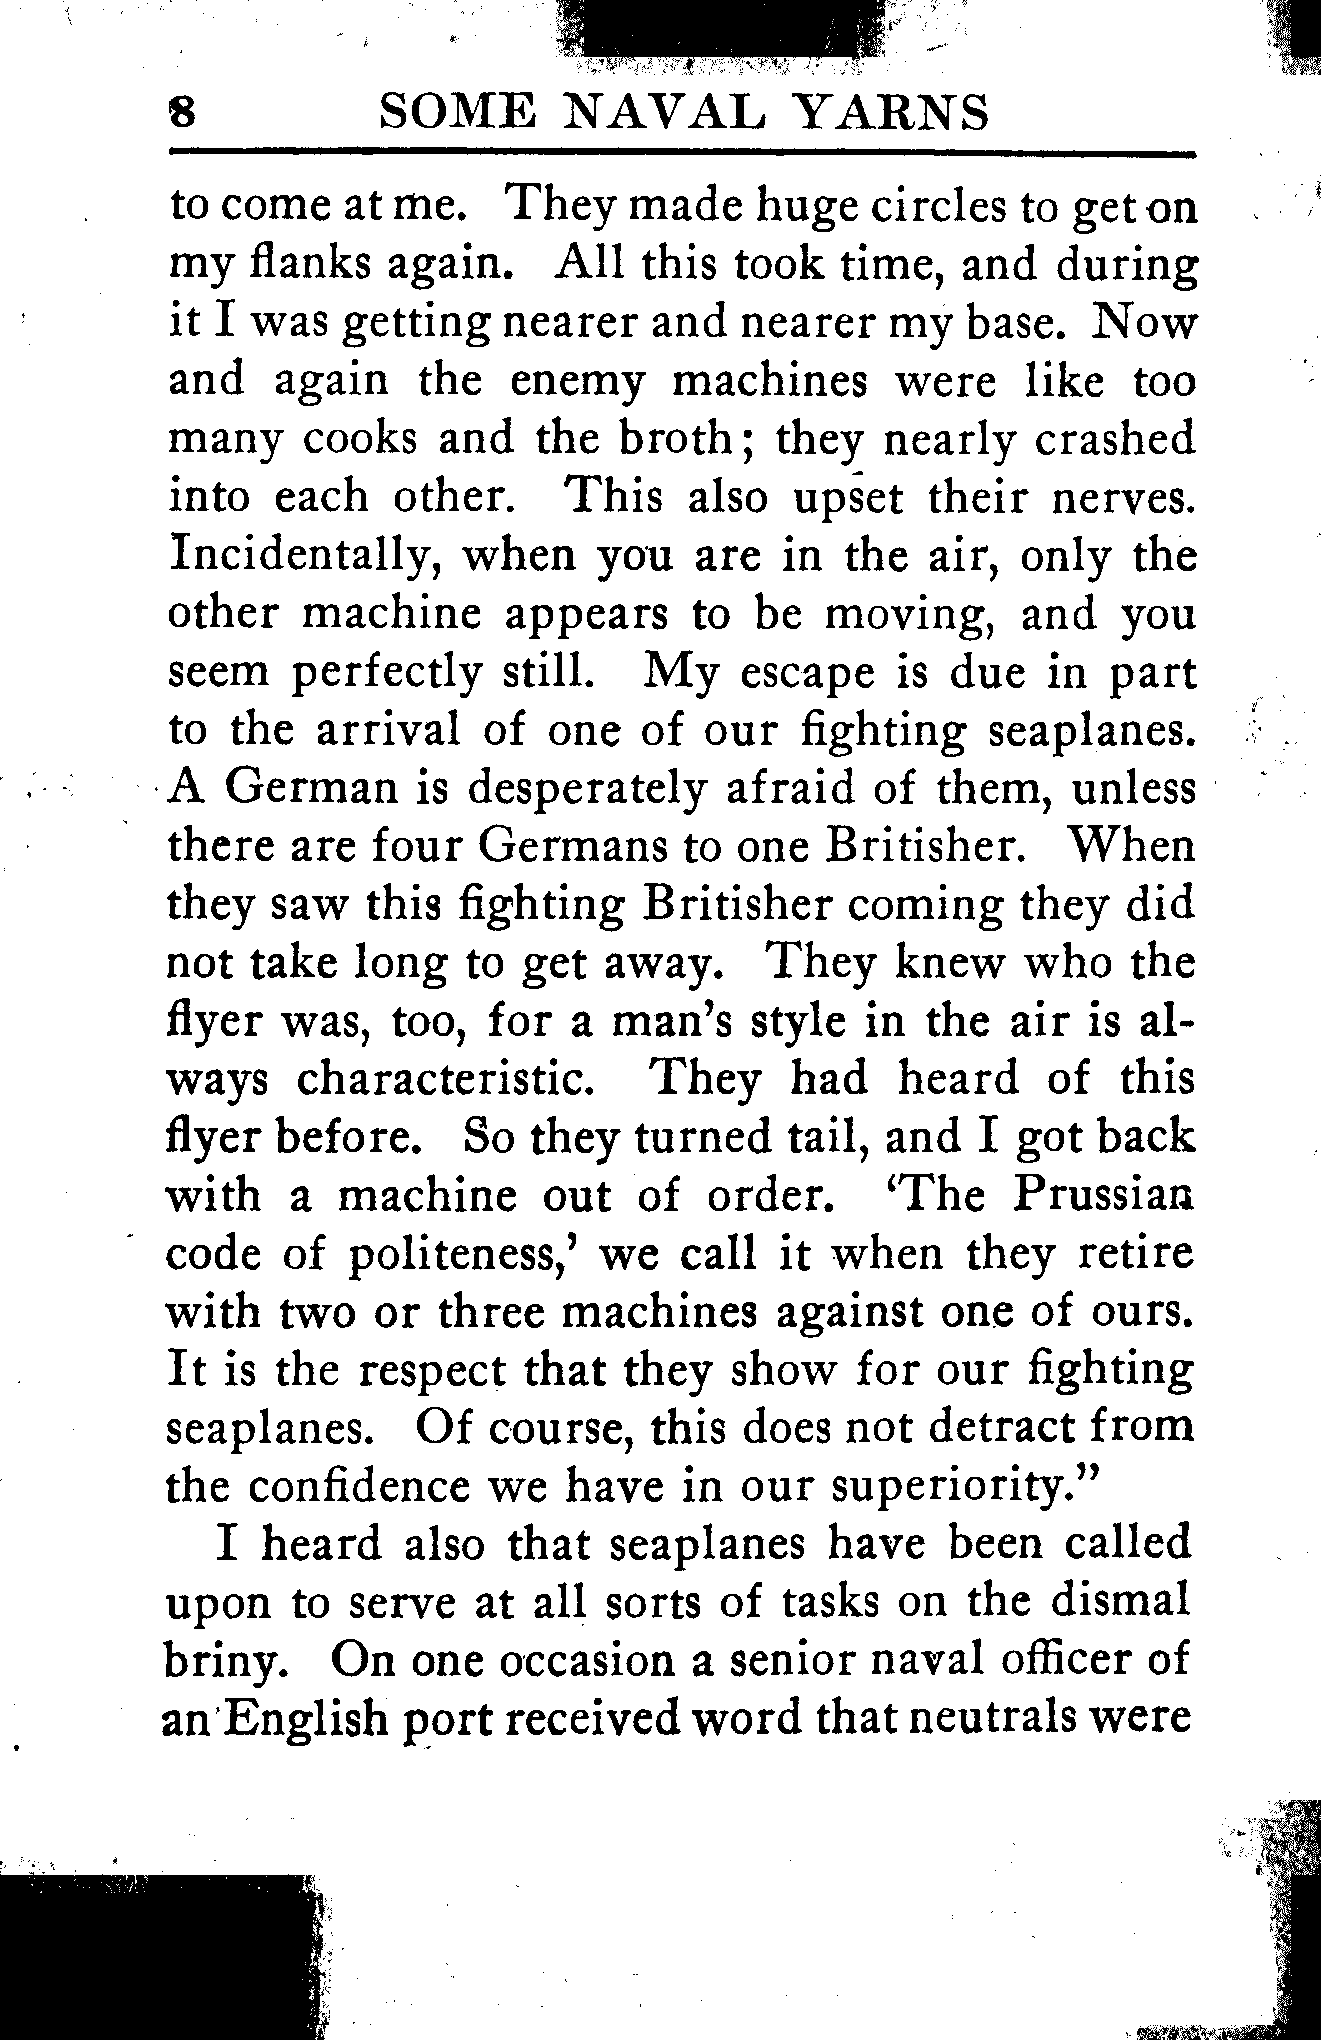 8 SOME NAVAL YARNS
to come at me. They made huge circles to get on
my flanks again. All this took time, and during
it I was getting nearer and nearer my base. Now
and again the enemy machines were like too
many cooks and the broth; they nearly crashed
into each other. This also upset their nerves.
Incidentally, when you are in the air, only the
other machine appears to be moving, and you
seem perfectly still. My escape is due in part
to the arrival of one of our fighting seaplanes.
A German is desperately afraid of them, unless
there are four Germans to one Britisher. When
they saw this fighting Britisher coming they did
not take long to get away. They knew who the
flyer was, too, for a man's style in the air is al-
ways characteristic. They had heard of this
flyer before. So they turned tail, and I got back
with a machine out of order. ‘The Prussian
code of politeness,’ we call it when they retire
with two or three machines against one of ours.
It is the respect that they show for our fighting
seaplanes. Of course, this does not detract from
the confidence we have in our superiority.”
I heard also that seaplanes have been called
upon to serve at all sorts of tasks on the dismal
briny. On one occasion a senior naval officer of
an English port received word that neutrals were